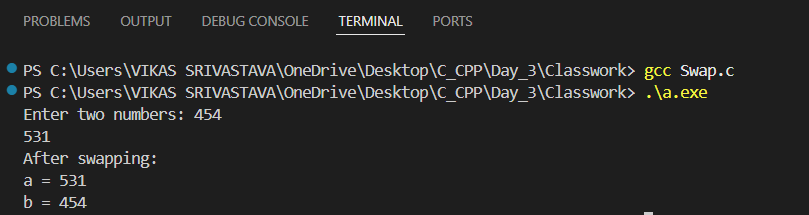 PROBLEMS OUTPUT DEBUG CONSOLE TERMINAL PORTS
PS C:\Users\VIKAS SRIVASTAVA\OneDrive\Desktop\C_CPP\Day_3\Classwork> gcc Swap.c
PS C:\Users\VIKAS SRIVASTAVA\OneDrive\Desktop\C_CPP\Day_3\Classwork> .\a.exe
Enter two numbers: 454
531
After swapping:
a = 531
b = 454